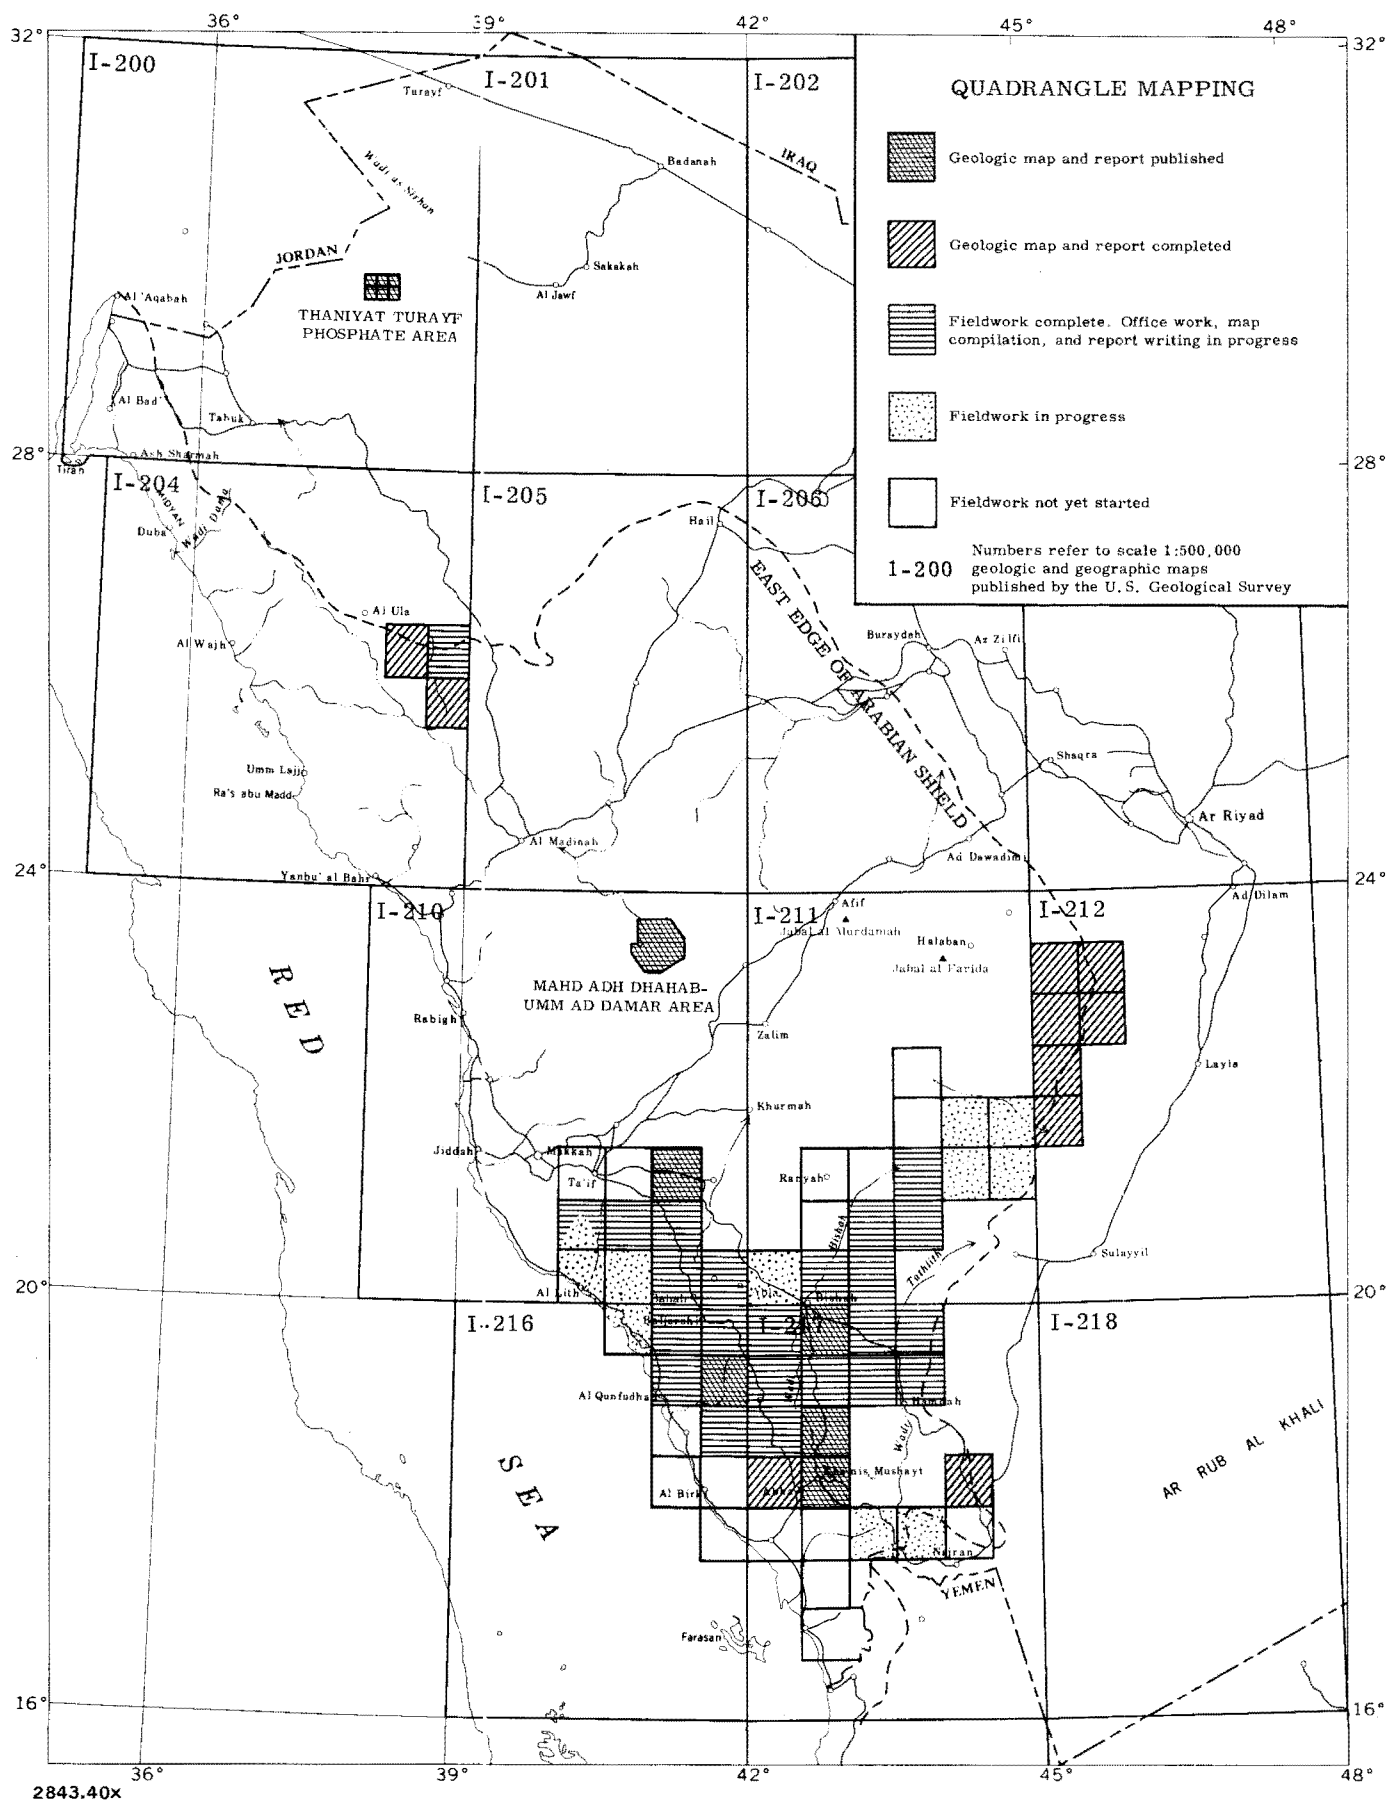 36° 39° 42° 45° 48°
32° 32°
I-200
I-201
I-202
QUADRANGLE MAPPING
Geologic map and report published
Geologic map and report completed
Fieldwork complete. Office work, map
compilation, and report writing in progress
Fieldwork in progress
Fieldwork not yet started
1-200
Numbers refer to scale 1:500,000
geologic and geographic maps
published by the U.S. Geological Survey
Turayf
Badanah
IRAQ
Wadi as Sirhan
JORDAN
Sakakah
Al Jawf
Al 'Aqabah
THANIYAT TURAYF
PHOSPHATE AREA
Al Bad'
Tabuk
28° 28°
Ash Sharmah
Tiran
I-204
I-205
I-206
MIDYAN
Wadi Dama
Duba
Hail
EAST EDGE OF ARABIAN SHIELD
Al Ula
Al Wajh
Buraydah
Az Zilfi
Shaqra
Umm Lajj
Ra's abu Madd
Ar Riyad
Al Madinah
Ad Dawadimi
24° 24°
Yanbu' al Bahr
Ad Dilam
I-210
I-211
I-212
Afif
Jabal al Murdamah
Halaban
Jabal al Farida
RED
MAHD ADH DHAHAB-
UMM AD DAMAR AREA
Rabigh
Zalim
Layla
Khurmah
Jiddah
Makkah
Ta'if
Ranyah
Bishah
Tathlith
Sulayyil
20° 20°
Al Lith
Bishah
I-216
I-217
I-218
Al Qunfudhah
Wadi
Hamdah
Wadi
SEA
AR RUB AL KHALI
Khamis Mushayt
Al Birk
Abha
Najran
YEMEN
Farasan
16° 16°
36° 39° 42° 45° 48°
2843.40x